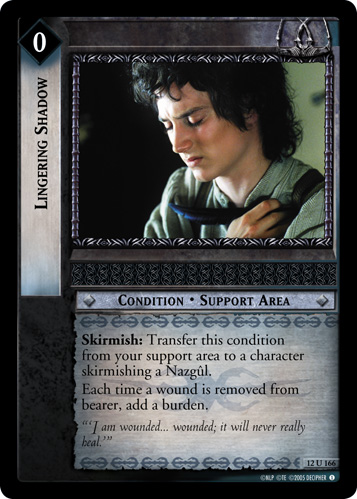 0
LINGERING SHADOW
CONDITION • SUPPORT AREA
Skirmish: Transfer this condition
from your support area to a character
skirmishing a Nazgûl.
Each time a wound is removed from
bearer, add a burden.
“‘I am wounded... wounded; it will never really
heal.’”
12 U 166
©NLP ©TE ©2005 DECIPHER